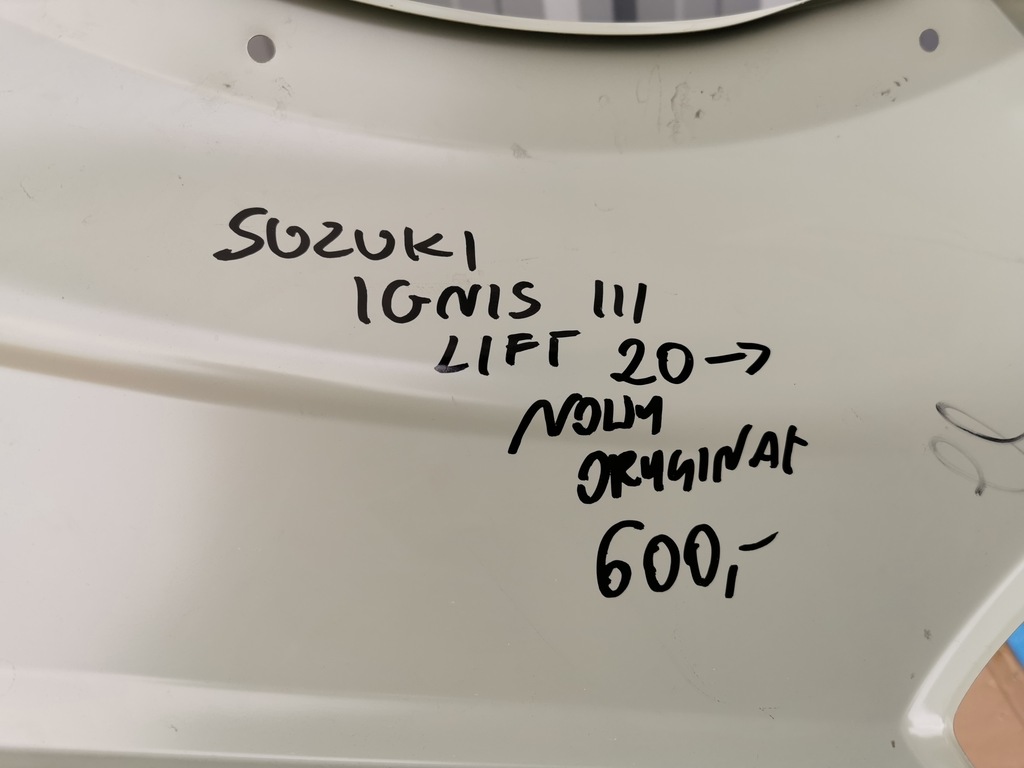 SUZUKI
IGNIS III
LIFT 20→
NOWY
ORYGINAŁ
600,-